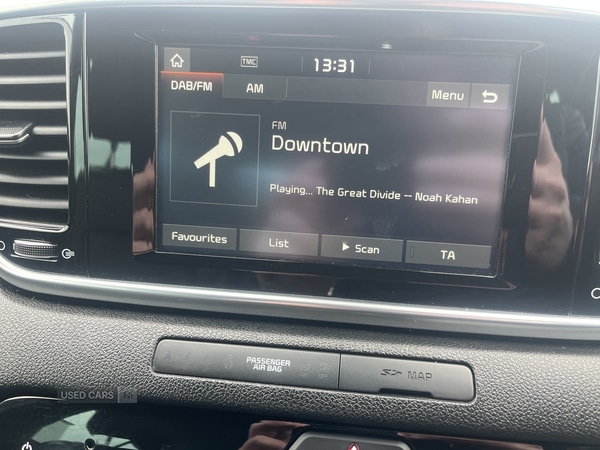 TMC
13:31
DAB/FM AM Menu
FM
Downtown
Playing... The Great Divide -- Noah Kahan
Favourites List Scan TA
PASSENGER
AIR BAG
MAP
USED CARS NI